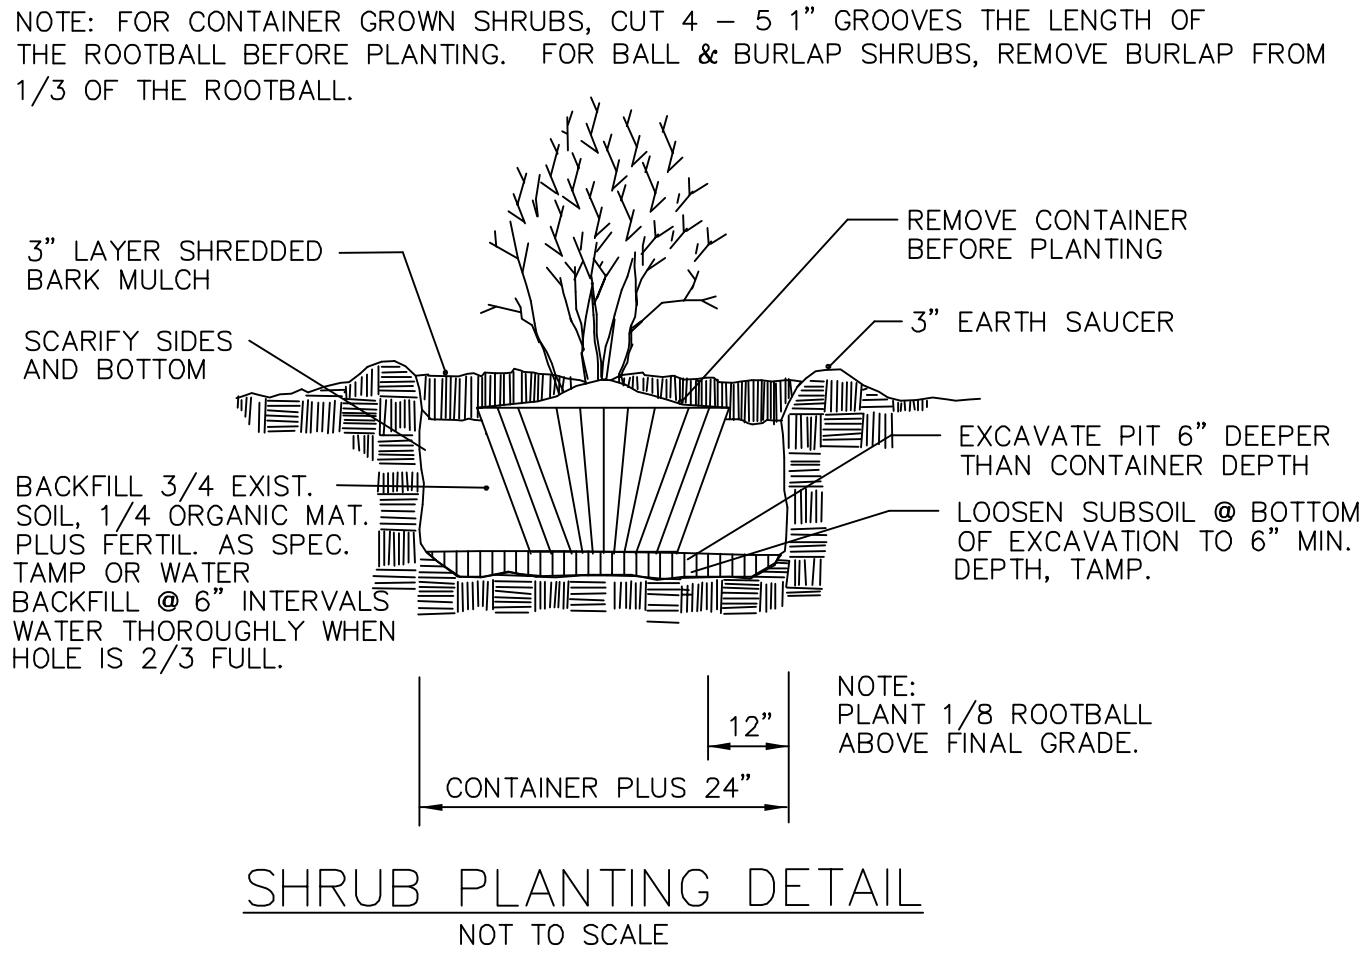 NOTE: FOR CONTAINER GROWN SHRUBS, CUT 4 – 5 1” GROOVES THE LENGTH OF
THE ROOTBALL BEFORE PLANTING. FOR BALL & BURLAP SHRUBS, REMOVE BURLAP FROM
1/3 OF THE ROOTBALL.
3” LAYER SHREDDED
BARK MULCH
SCARIFY SIDES
AND BOTTOM
BACKFILL 3/4 EXIST.
SOIL, 1/4 ORGANIC MAT.
PLUS FERTIL. AS SPEC.
TAMP OR WATER
BACKFILL @ 6” INTERVALS
WATER THOROUGHLY WHEN
HOLE IS 2/3 FULL.
REMOVE CONTAINER
BEFORE PLANTING
3” EARTH SAUCER
EXCAVATE PIT 6” DEEPER
THAN CONTAINER DEPTH
LOOSEN SUBSOIL @ BOTTOM
OF EXCAVATION TO 6” MIN.
DEPTH, TAMP.
NOTE:
PLANT 1/8 ROOTBALL
ABOVE FINAL GRADE.
12”
CONTAINER PLUS 24”
SHRUB PLANTING DETAIL
NOT TO SCALE